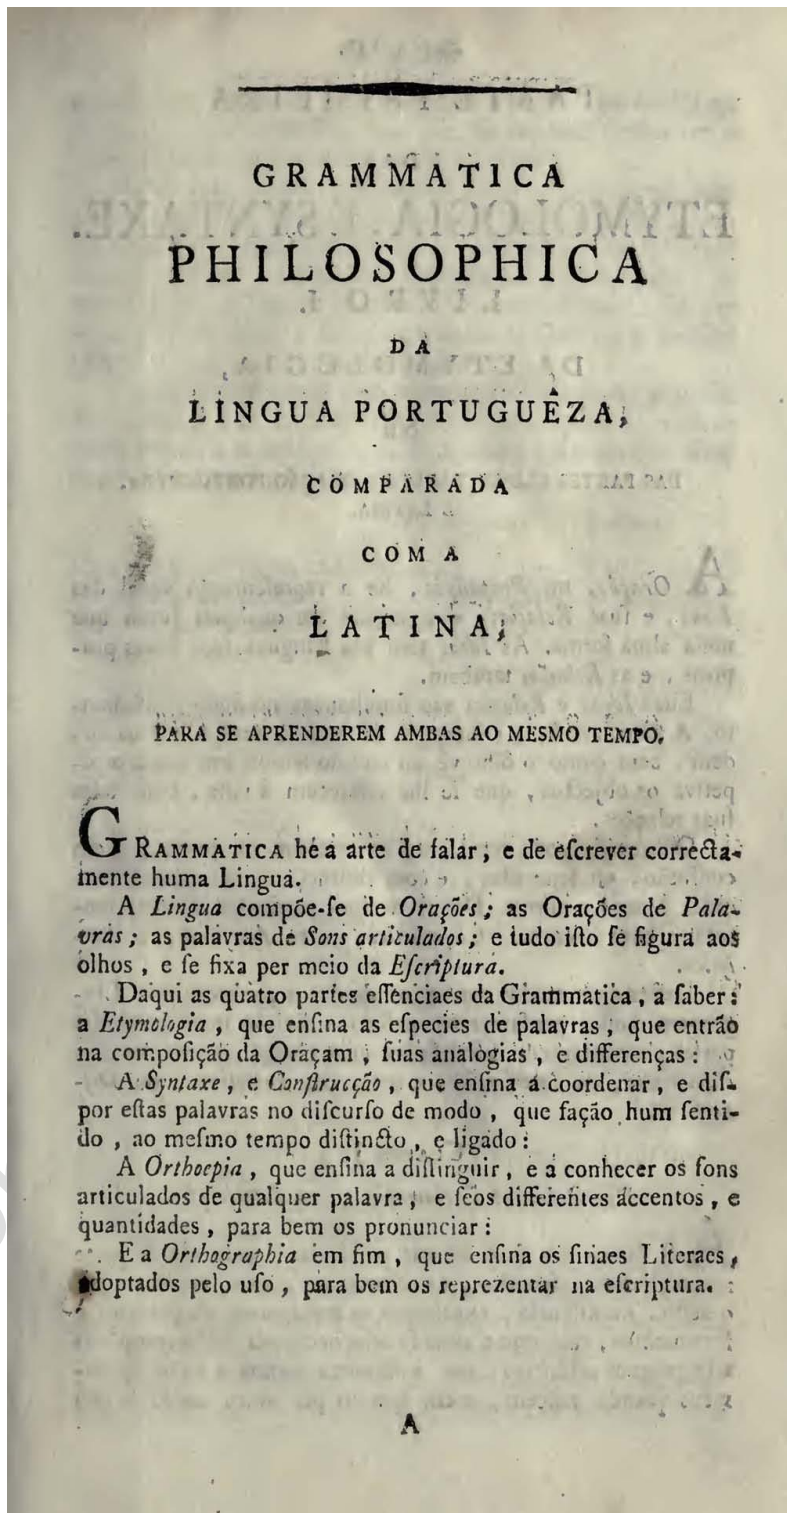 GRAMMATICA
PHILOSOPHICA
DA
LINGUA PORTUGUÊZA,
COMPARADA
COM A
LATINA,
PARA SE APRENDEREM AMBAS AO MESMO TEMPO.
GRAMMATICA hé a arte de falar, e de eſcrever correcta-
mente huma Lingua.
A Lingua compõe-ſe de Orações; as Orações de Pala-
vras; as palavras de Sons articulados; e tudo iſto ſe figura aos
olhos, e ſe fixa per meio da Eſcriptura.
Daqui as quatro partes eſſenciaes da Grammatica, a faber:
a Etymologia, que enſina as eſpecies de palavras, que entrão
na compoſição da Oraçam, ſuas analogias, e differenças:
A Syntaxe, e Conſtrucção, que enſina á coordenar, e diſ-
por eſtas palavras no diſcurſo de modo, que fação hum ſenti-
do, ao meſmo tempo diſtincto, e ligado:
A Orthoepia, que enſina a diſtinguir, e a conhecer os ſons
articulados de qualquer palavra, e ſeos differentes accentos, e
quantidades, para bem os pronunciar:
E a Orthographia em fim, que enſina os ſinaes Literaes,
adoptados pelo uſo, para bem os reprezentar na eſcriptura.
A